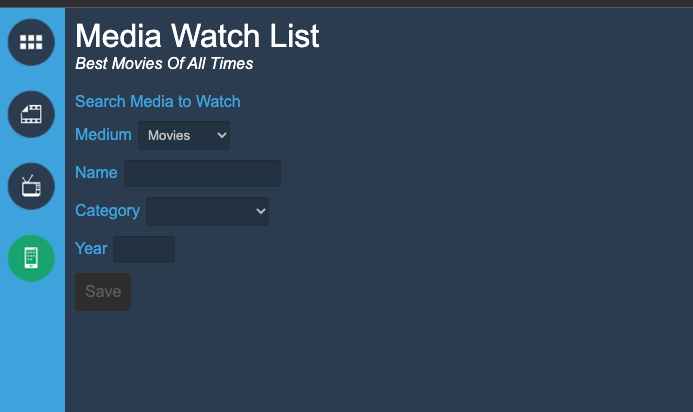 Media Watch List
Best Movies Of All Times
Search Media to Watch
Medium Movies
Name
Category
Year
Save